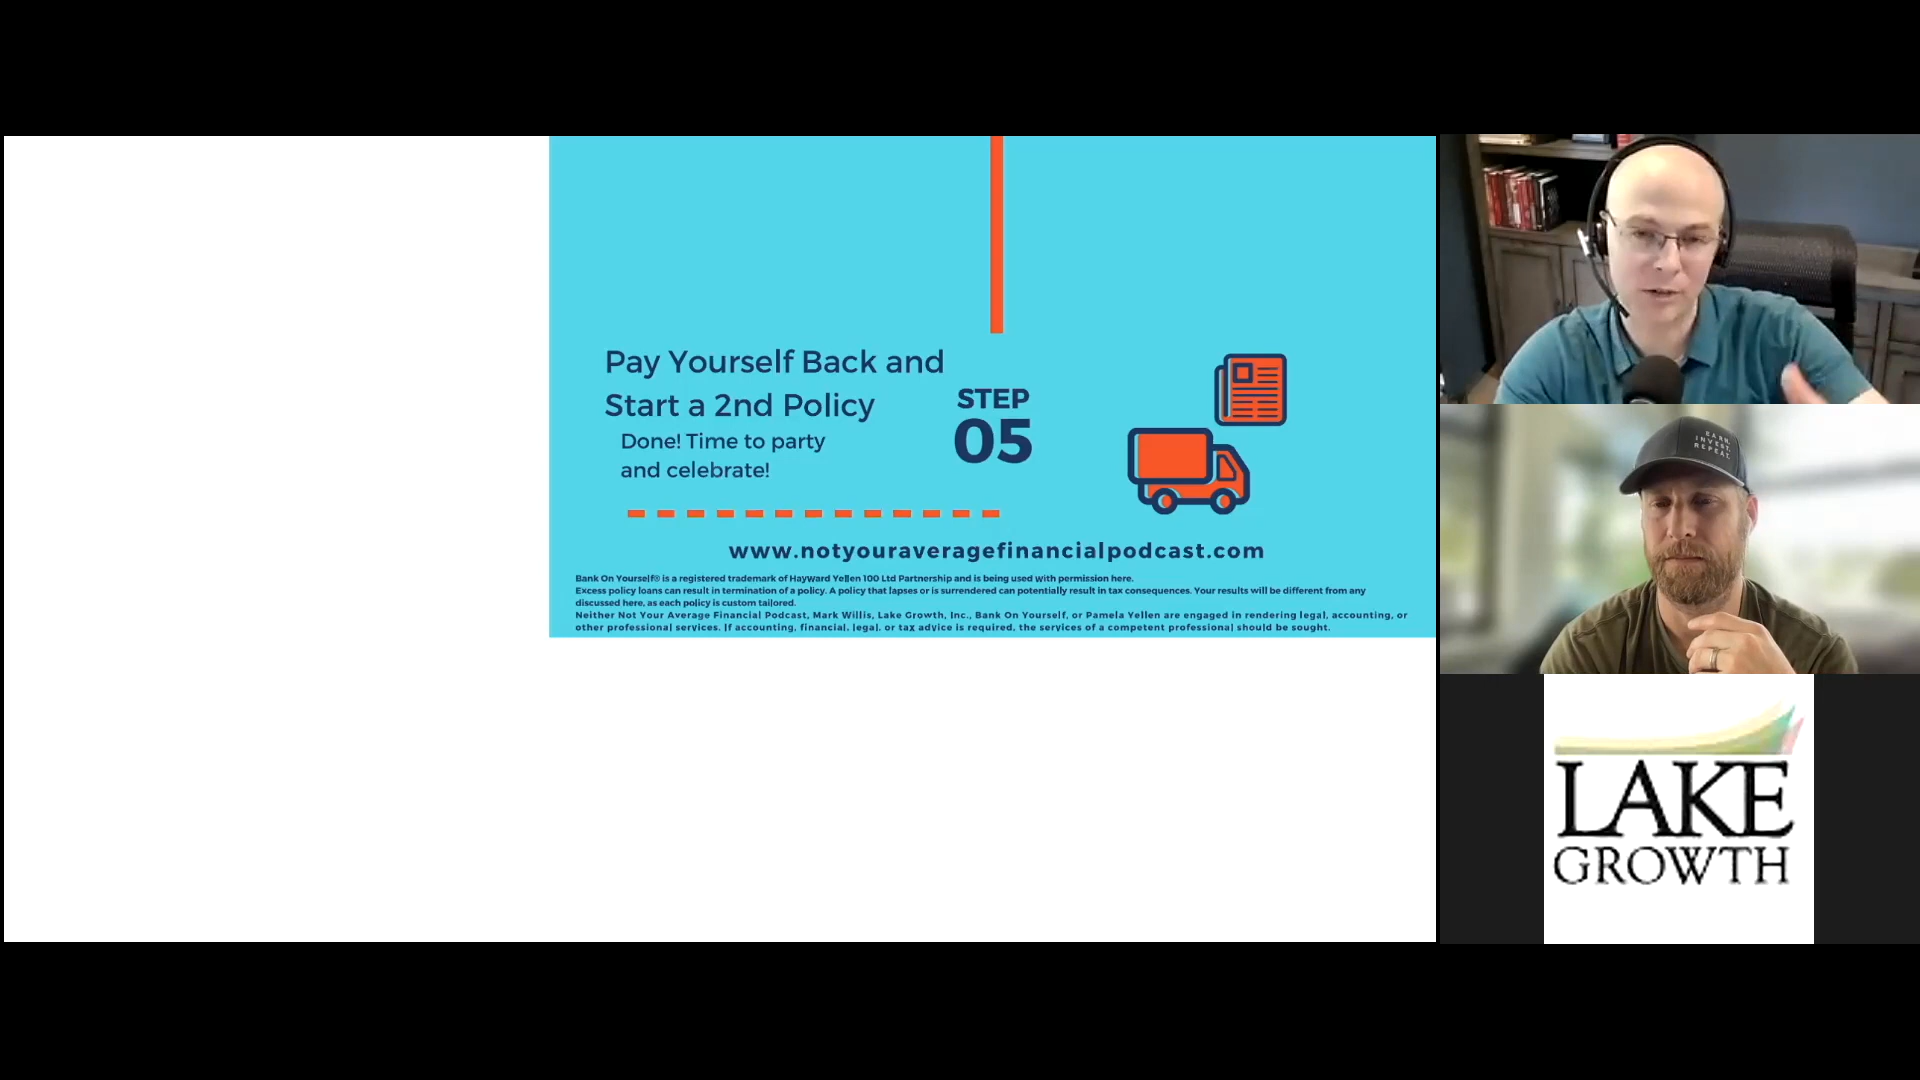 Pay Yourself Back and
Start a 2nd Policy
Done! Time to party
and celebrate!
STEP
05
www.notyouraveragefinancialpodcast.com
Bank On Yourself® is a registered trademark of Hayward Yellen 100 Ltd Partnership and is being used with permission here.
Excess policy loans can result in termination of a policy. A policy that lapses or is surrendered can potentially result in tax consequences. Your results will be different from any
discussed here, as each policy is custom tailored.
Neither Not Your Average Financial Podcast, Mark Willis, Lake Growth, Inc., Bank On Yourself, or Pamela Yellen are engaged in rendering legal, accounting, or
other professional services. If accounting, financial, legal, or tax advice is required, the services of a competent professional should be sought.
EARN.
INVEST.
REPEAT.
LAKE
GROWTH